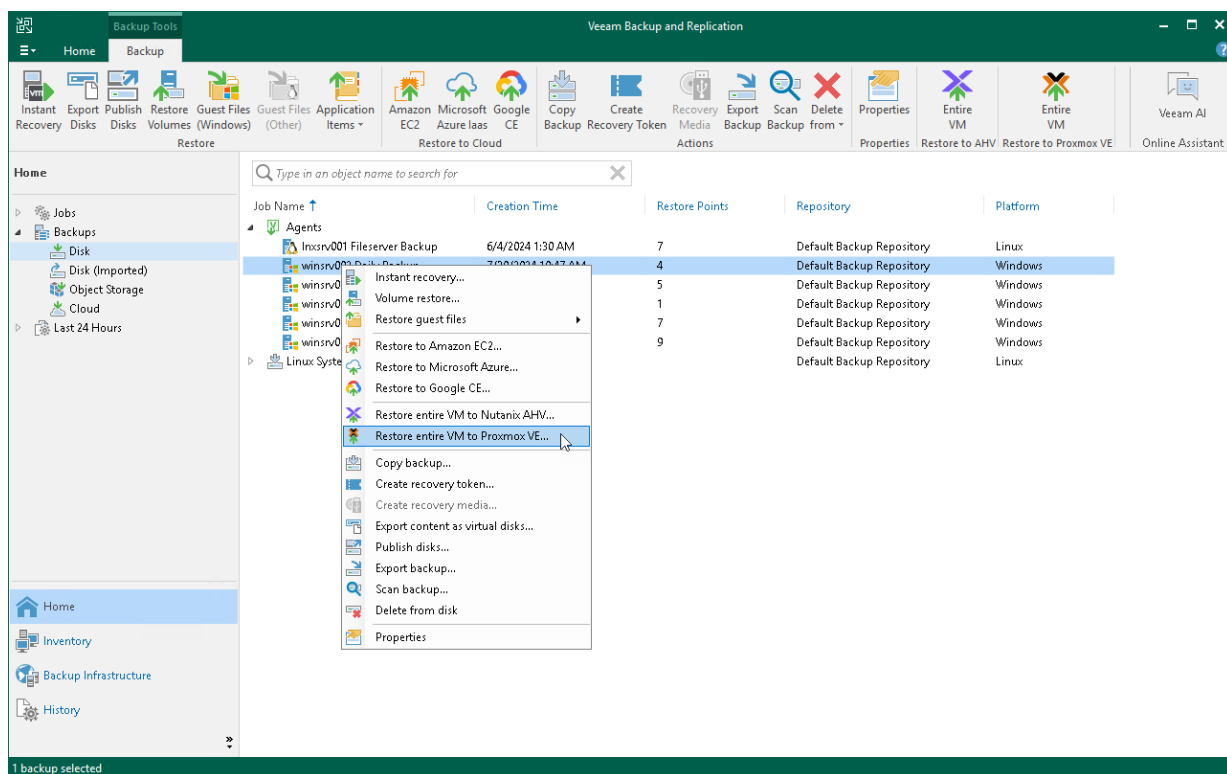 Backup Tools
Veeam Backup and Replication
Home Backup
Instant Recovery
Export Disks
Publish Disks
Restore Volumes
Guest Files (Windows)
Guest Files (Other)
Application Items
Amazon EC2
Microsoft Azure Iaas
Google CE
Copy Backup
Create Recovery Token
Recovery Media
Export Backup
Scan Backup
Delete from
Properties
Entire VM
Entire VM
Veeam AI
Restore
Restore to Cloud
Actions
Properties
Restore to AHV
Restore to Proxmox VE
Online Assistant
Home
Jobs
Backups
Disk
Disk (Imported)
Object Storage
Cloud
Last 24 Hours
Type in an object name to search for
Job Name Creation Time Restore Points Repository Platform
Agents
lnxsrv001 Fileserver Backup 6/4/2024 1:30 AM 7 Default Backup Repository Linux
4 Default Backup Repository Windows
winsrv0 5 Default Backup Repository Windows
winsrv0 1 Default Backup Repository Windows
winsrv0 7 Default Backup Repository Windows
winsrv0 9 Default Backup Repository Windows
Linux Syste Default Backup Repository Linux
Instant recovery...
Volume restore...
Restore guest files
Restore to Amazon EC2...
Restore to Microsoft Azure...
Restore to Google CE...
Restore entire VM to Nutanix AHV...
Restore entire VM to Proxmox VE...
Copy backup...
Create recovery token...
Create recovery media...
Export content as virtual disks...
Publish disks...
Export backup...
Scan backup...
Delete from disk
Properties
Home
Inventory
Backup Infrastructure
History
1 backup selected